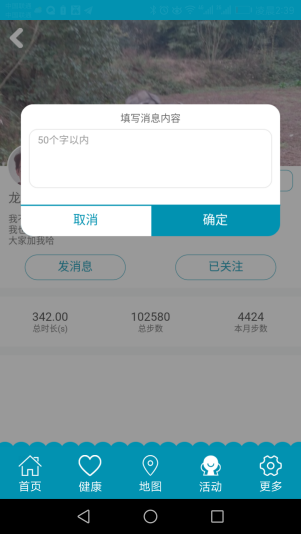 填写消息内容
50个字以内
取消
确定
龙
大家加我哈
发消息
已关注
342.00
102580
4424
总时长(s)
总步数
本月步数
首页
健康
地图
活动
更多